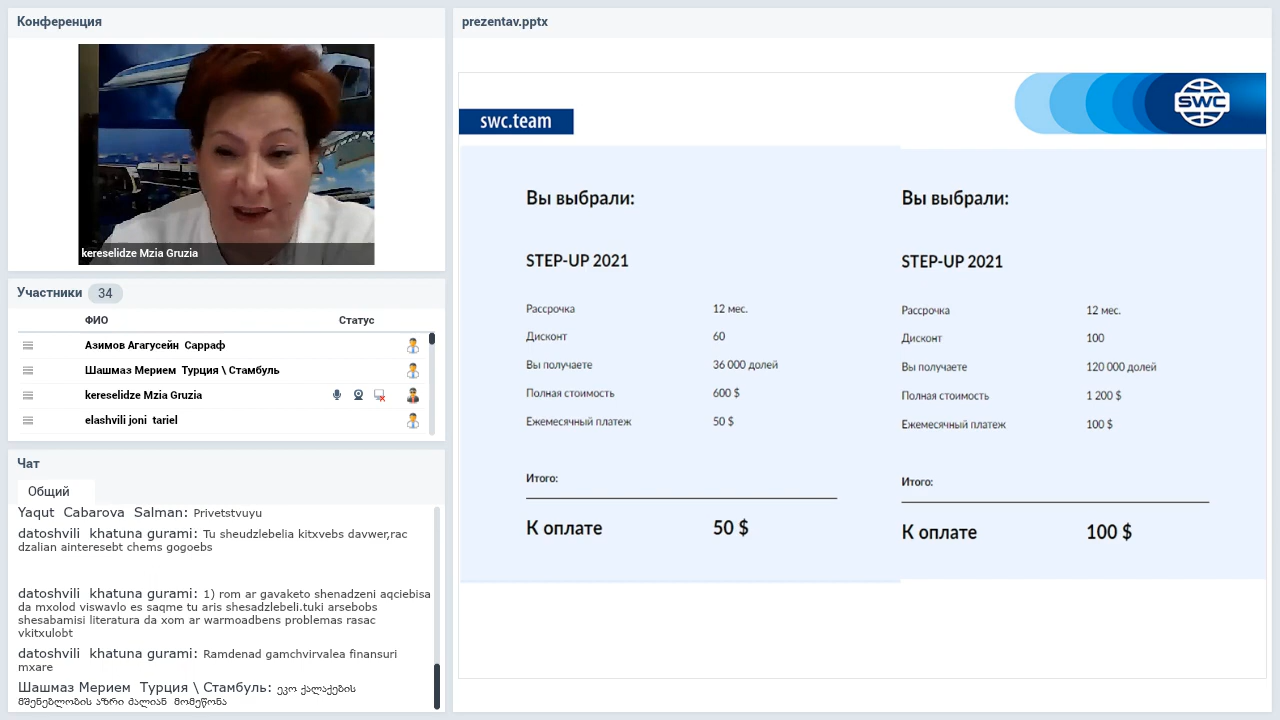 Конференция
kereselidze Mzia Gruzia
Участники 34
ФИО Статус
Азимов Агагусейн Сарраф
Шашмаз Мерием Турция \ Стамбуль
kereselidze Mzia Gruzia
elashvili joni tariel
Чат
Общий
Yaqut Cabarova Salman: Privetstvuyu
datoshvili khatuna gurami: Tu sheudzlebelia kitxvebs davwer,rac
dzalian ainteresebt chems gogoebs
datoshvili khatuna gurami: 1) rom ar gavaketo shenadzeni aqciebisa
da mxolod viswavlo es saqme tu aris shesadzlebeli.tuki arsebobs
shesabamisi literatura da xom ar warmoadbens problemas rasac
vkitxulobt
datoshvili khatuna gurami: Ramdenad gamchvirvalea finansuri
mxare
Шашмаз Мерием Турция \ Стамбуль: ეკო ქალაქების
მშენებლობის აზრი ძალიან მომეწონა
prezentav.pptx
swc.team
SWC
Вы выбрали:
STEP-UP 2021
Рассрочка 12 мес.
Дисконт 60
Вы получаете 36 000 долей
Полная стоимость 600 $
Ежемесячный платеж 50 $
Итого:
К оплате 50 $
Вы выбрали:
STEP-UP 2021
Рассрочка 12 мес.
Дисконт 100
Вы получаете 120 000 долей
Полная стоимость 1 200 $
Ежемесячный платеж 100 $
Итого:
К оплате 100 $